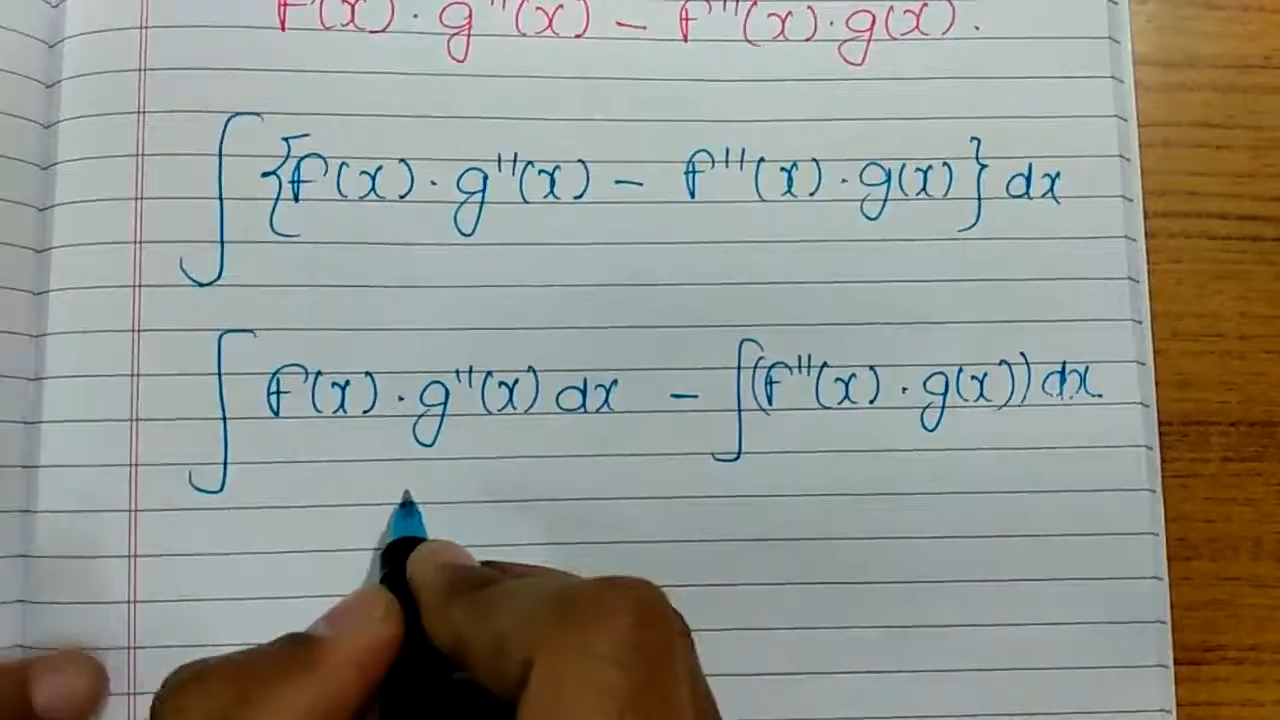 f(x) · g''(x) – f''(x) · g(x).
∫ {f(x) · g''(x) – f''(x) · g(x)} dx
∫ f(x) · g''(x) dx – ∫(f''(x) · g(x)) dx